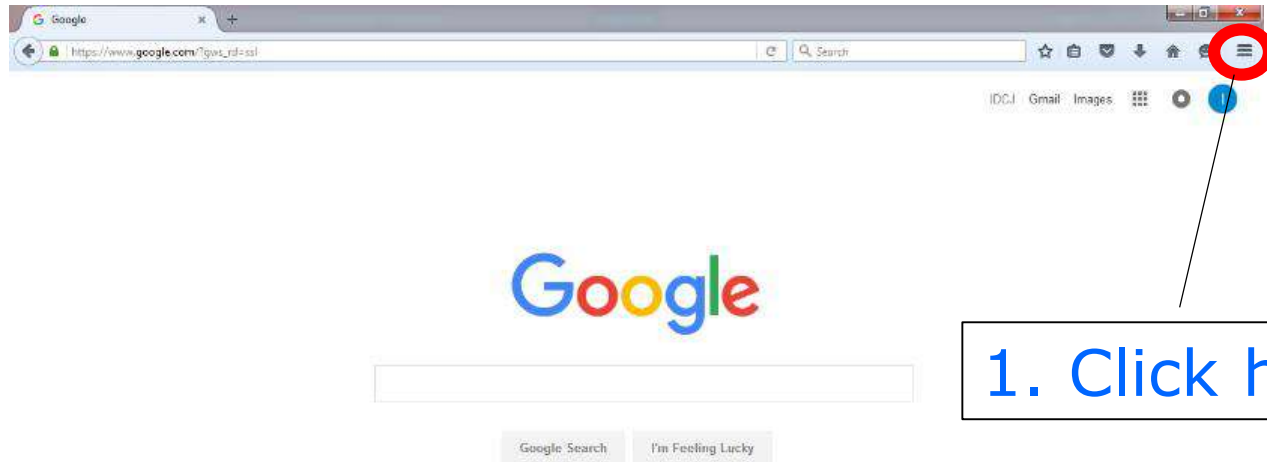 Google
https://www.google.com/?gws_rd=ssl
Search
IDCJ Gmail Images
I
Google
1. Click h
Google Search I'm Feeling Lucky